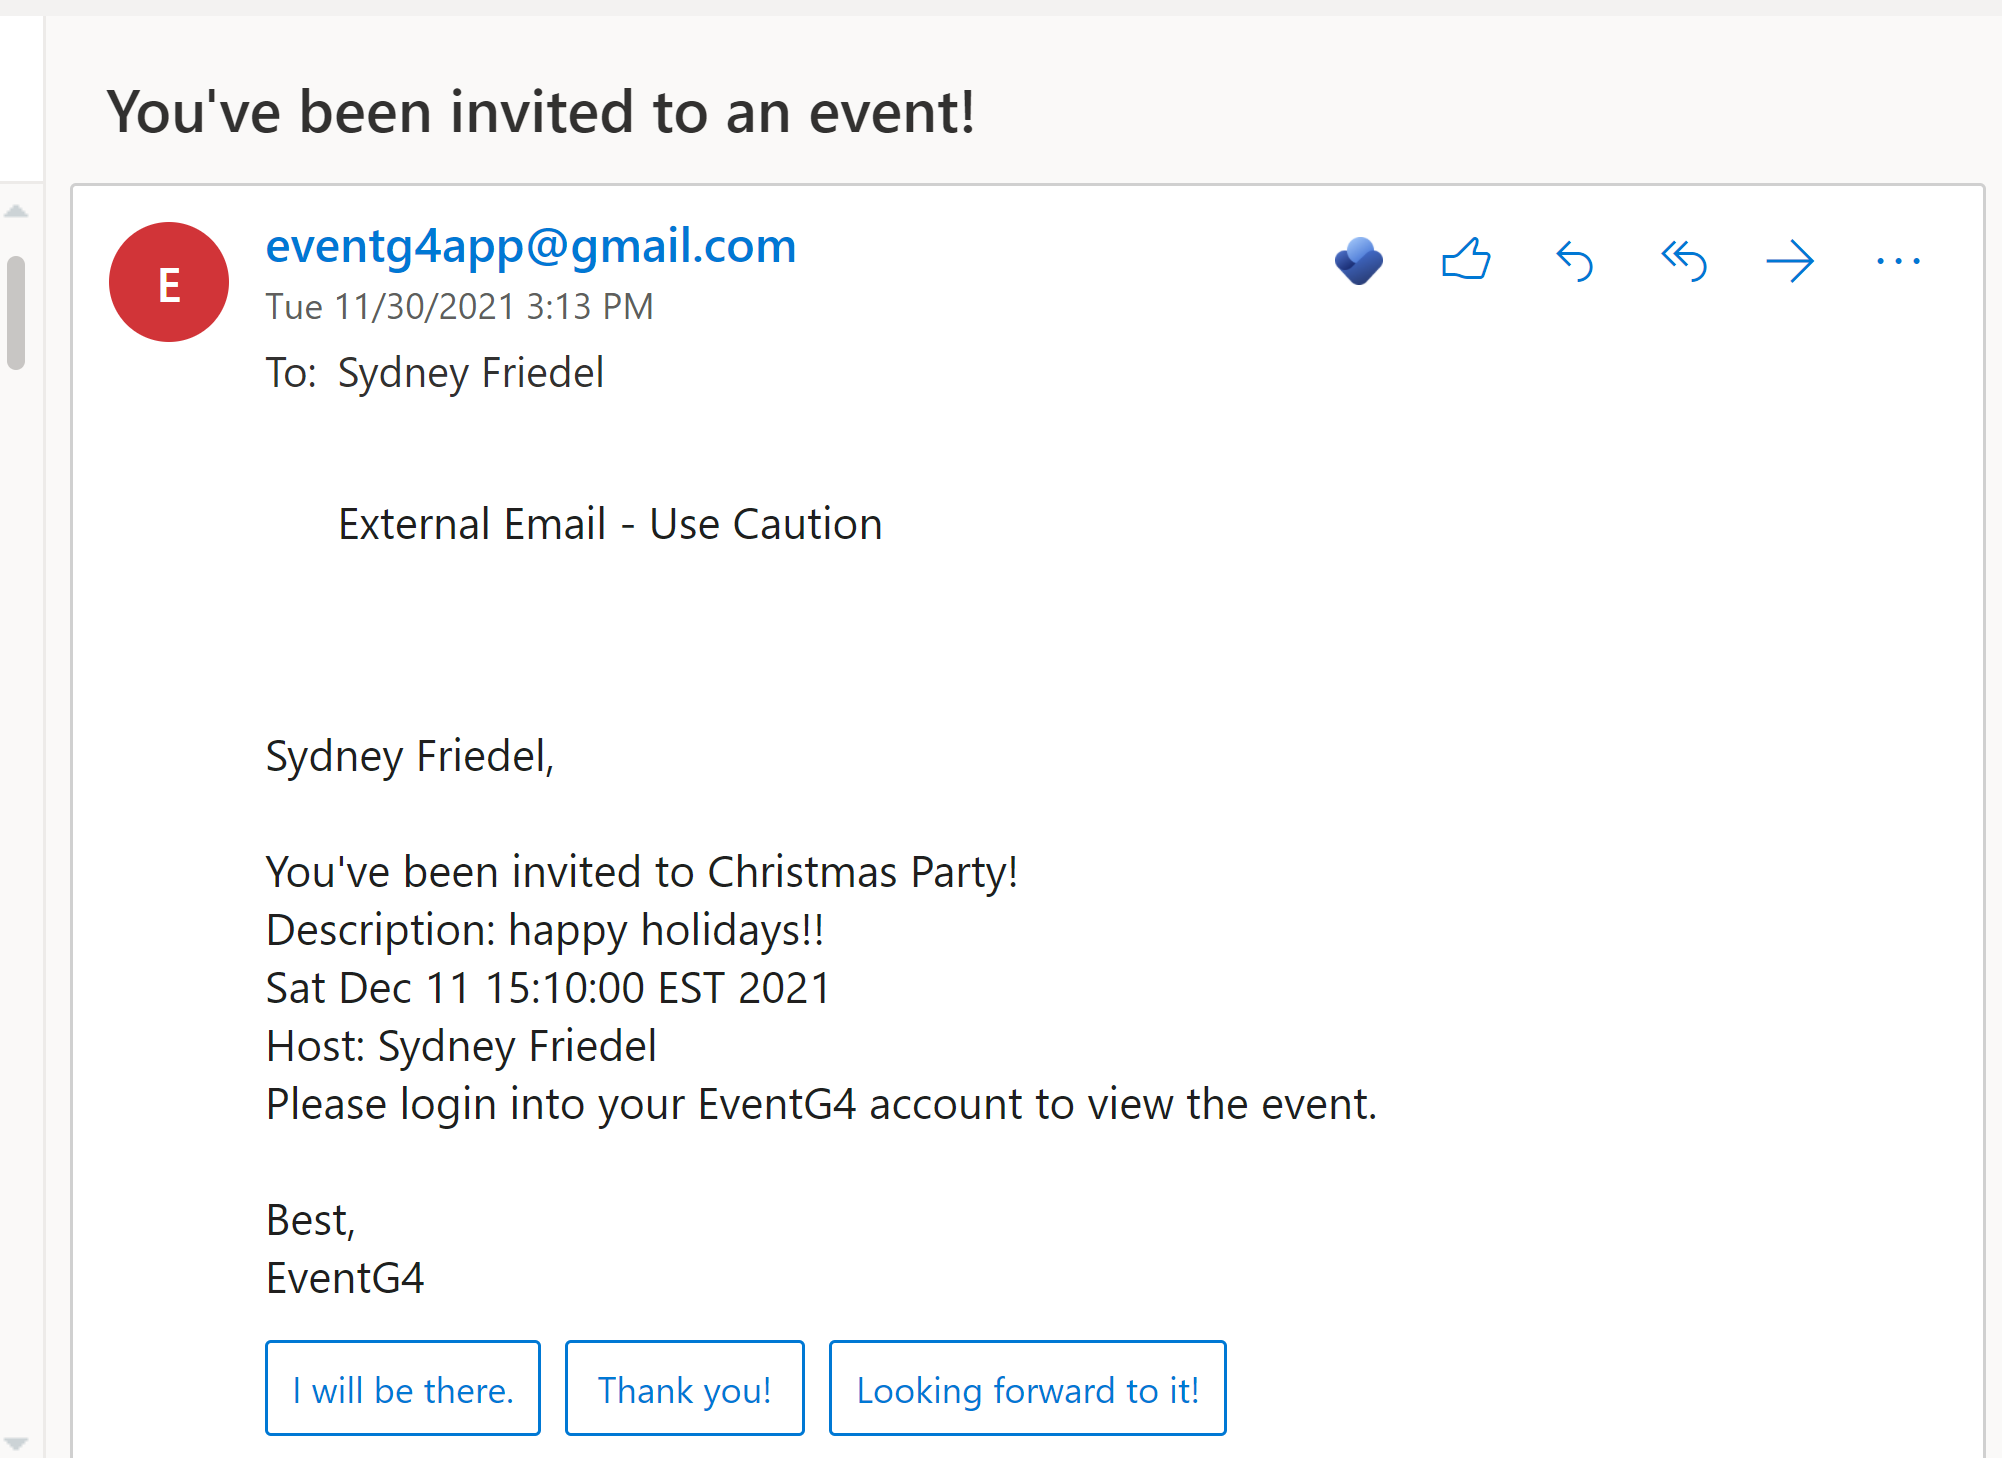 You've been invited to an event!
E
eventg4app@gmail.com
Tue 11/30/2021 3:13 PM
To: Sydney Friedel
External Email - Use Caution
Sydney Friedel,
You've been invited to Christmas Party!
Description: happy holidays!!
Sat Dec 11 15:10:00 EST 2021
Host: Sydney Friedel
Please login into your EventG4 account to view the event.
Best,
EventG4
I will be there.
Thank you!
Looking forward to it!